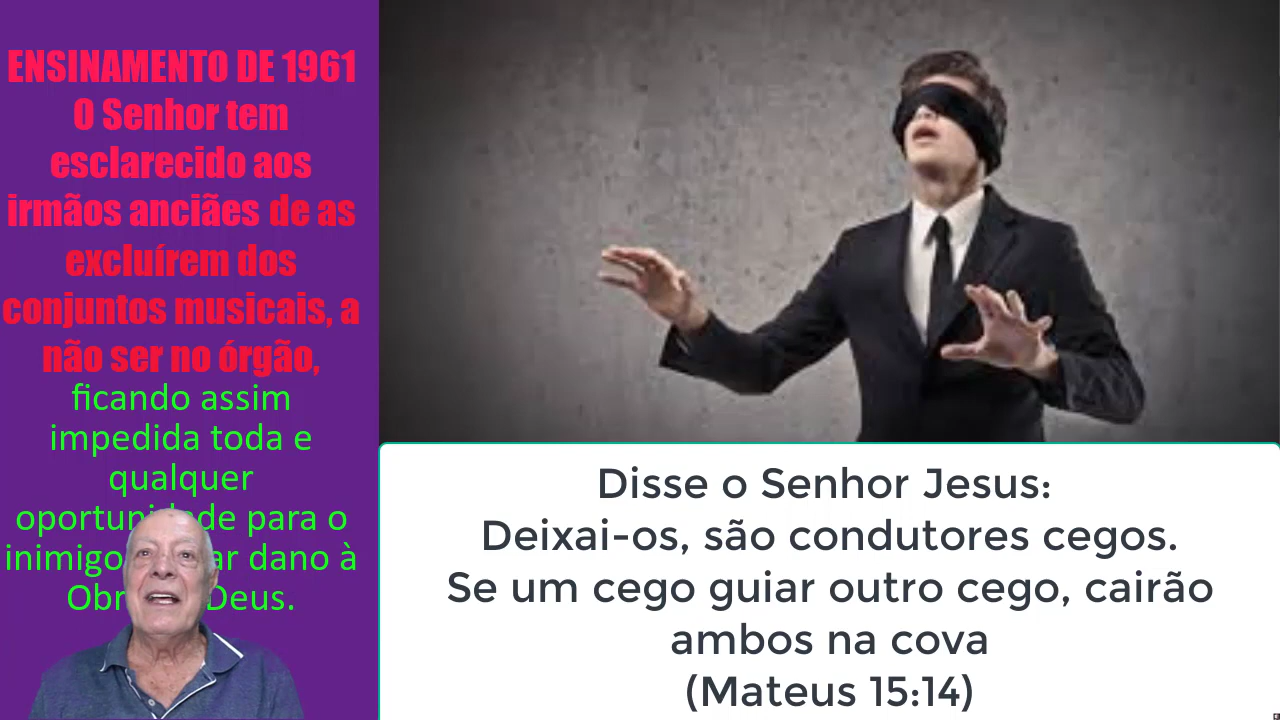 ENSINAMENTO DE 1961
O Senhor tem
esclarecido aos
irmãos anciães de as
excluírem dos
conjuntos musicais, a
não ser no órgão,
ficando assim
impedida toda e
qualquer
para o
inimigo dano à
Deus.
Disse o Senhor Jesus:
Deixai-os, são condutores cegos.
Se um cego guiar outro cego, cairão
ambos na cova
(Mateus 15:14)